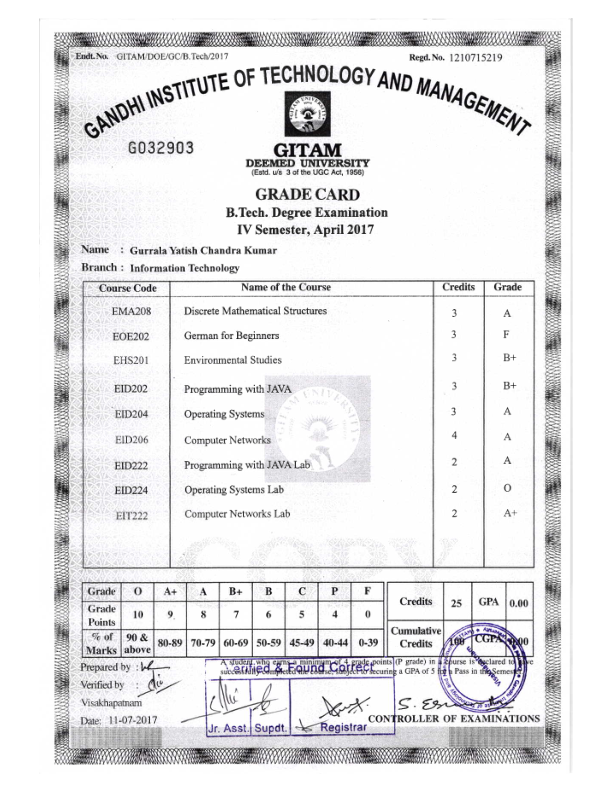 Endt. No. GITAM/DOE/GC/B.Tech/2017 Regd. No. 1210715219
GANDHI INSTITUTE OF TECHNOLOGY AND MANAGEMENT
G032903
GITAM
DEEMED UNIVERSITY
(Estd. u/s 3 of the UGC Act, 1956)
GRADE CARD
B.Tech. Degree Examination
IV Semester, April 2017
Name : Gurrala Yatish Chandra Kumar
Branch : Information Technology
Course Code Name of the Course Credits Grade
EMA208 Discrete Mathematical Structures 3 A
EOE202 German for Beginners 3 F
EHS201 Environmental Studies 3 B+
EID202 Programming with JAVA 3 B+
EID204 Operating Systems 3 A
EID206 Computer Networks 4 A
EID222 Programming with JAVA Lab 2 A
EID224 Operating Systems Lab 2 O
EIT222 Computer Networks Lab 2 A+
COPY
Grade O A+ A B+ B C P F
Grade Points 10 9 8 7 6 5 4 0
% of Marks 90 & above 80-89 70-79 60-69 50-59 45-49 40-44 0-39
Credits 25 GPA 0.00
Cumulative Credits 100 CGPA 0.00
A student who earns a minimum of 4 grade points (P grade) in a course is declared to have
successfully completed the course, subject to securing a GPA of 5 for a Pass in the Semester
Prepared by :
Verified & Found Correct
Verified by :
Visakhapatnam
Date: 11-07-2017
Jr. Asst. Supdt. Registrar
CONTROLLER OF EXAMINATIONS